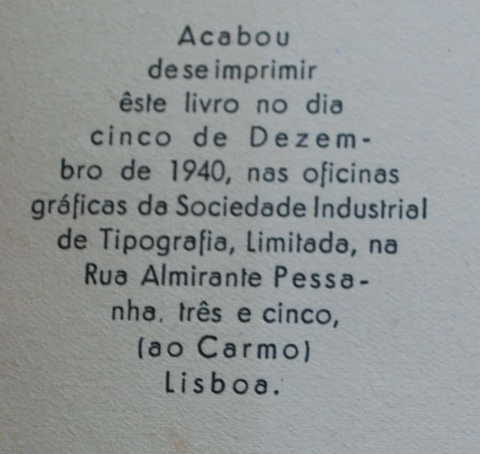 Acabou
de se imprimir
êste livro no dia
cinco de Dezem-
bro de 1940, nas oficinas
gráficas da Sociedade Industrial
de Tipografia, Limitada, na
Rua Almirante Pessa-
nha, três e cinco,
(ao Carmo)
Lisboa.